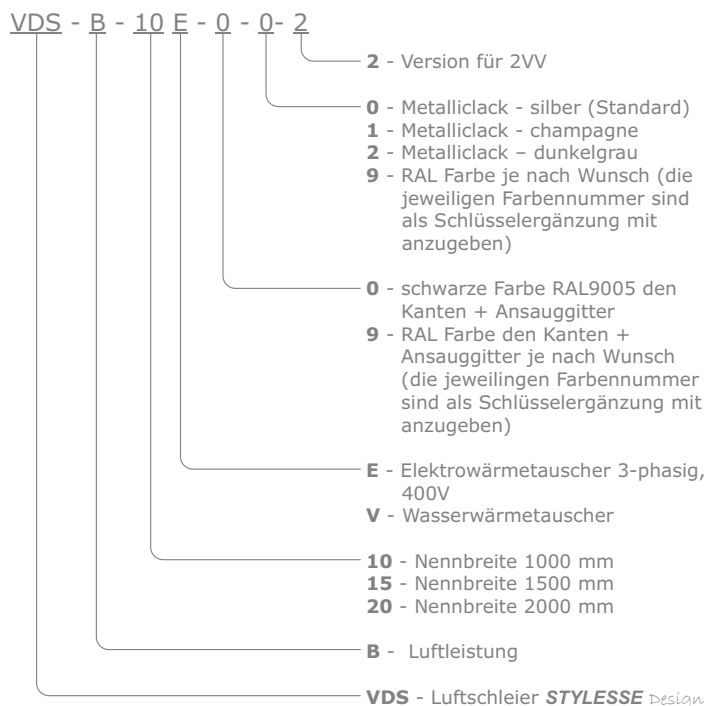 VDS - B - 10 E - 0 - 0- 2
2 - Version für 2VV
0 - Metalliclack - silber (Standard)
1 - Metalliclack - champagne
2 - Metalliclack – dunkelgrau
9 - RAL Farbe je nach Wunsch (die
jeweiligen Farbennummer sind
als Schlüsselergänzung mit
anzugeben)
0 - schwarze Farbe RAL9005 den
Kanten + Ansauggitter
9 - RAL Farbe den Kanten +
Ansauggitter je nach Wunsch
(die jeweilingen Farbennummer
sind als Schlüsselergänzung mit
anzugeben)
E - Elektrowärmetauscher 3-phasig,
400V
V - Wasserwärmetauscher
10 - Nennbreite 1000 mm
15 - Nennbreite 1500 mm
20 - Nennbreite 2000 mm
B - Luftleistung
VDS - Luftschleier STYLESSE Design